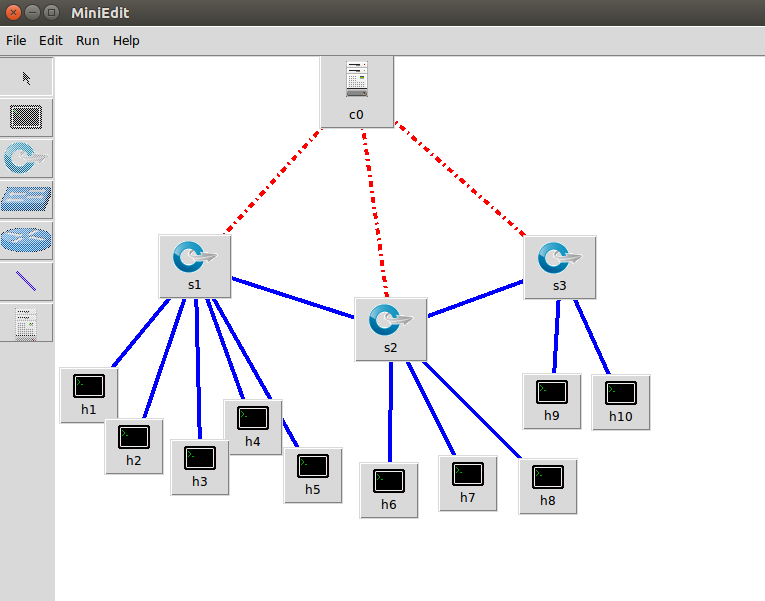 MiniEdit
File Edit Run Help
c0
s1
s3
s2
h1
h2
h3
h4
h5
h6
h7
h8
h9
h10